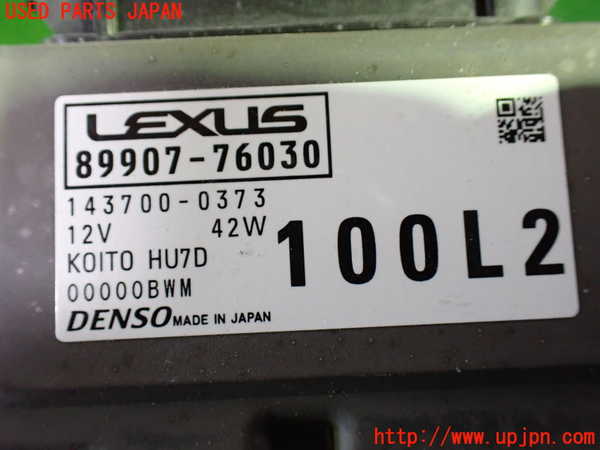 USED PARTS JAPAN
LEXUS
89907-76030
143700-0373
12V 42W
KOITO HU7D
00000BWM
100L2
DENSO MADE IN JAPAN
http://www.upjpn.com